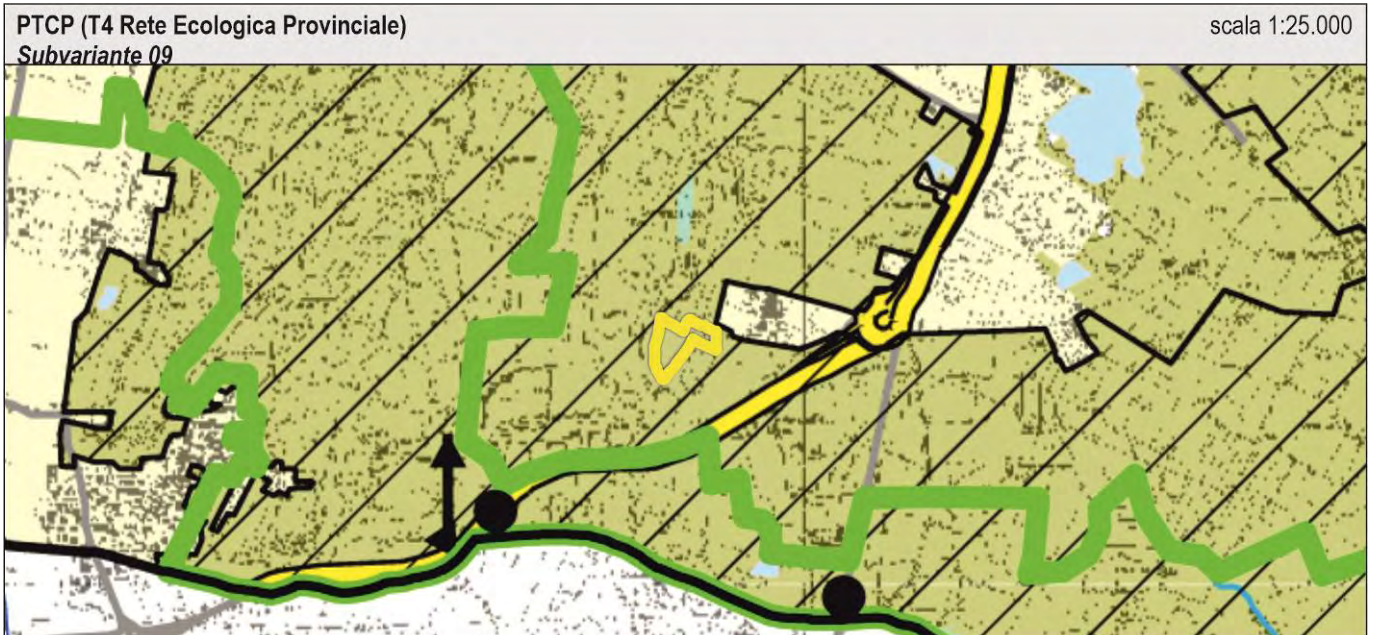 PTCP (T4 Rete Ecologica Provinciale)
scala 1:25.000
Subvariante 09